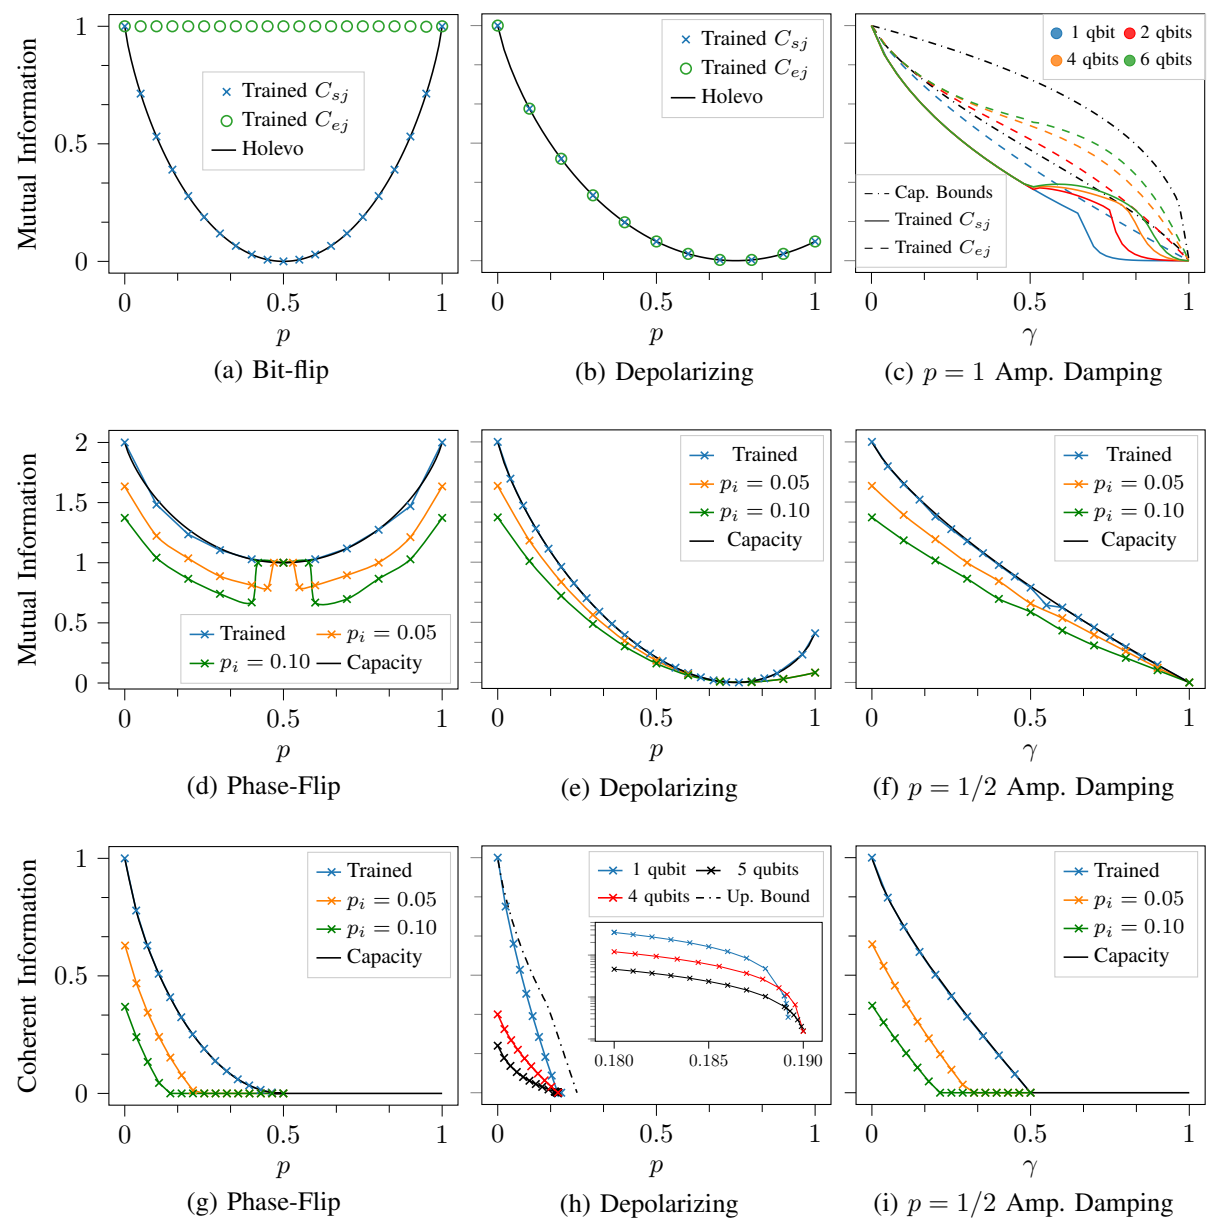 Mutual Information
1
0.5
0
× Trained C_{sj}
○ Trained C_{ej}
Holevo
0 0.5 1
p
(a) Bit-flip
× Trained C_{sj}
○ Trained C_{ej}
Holevo
0 0.5 1
p
(b) Depolarizing
1 qbit 2 qbits
4 qbits 6 qbits
Cap. Bounds
Trained C_{sj}
Trained C_{ej}
0 0.5 1
γ
(c) p = 1 Amp. Damping
Mutual Information
2
1.5
1
0.5
0
Trained p_i = 0.05
p_i = 0.10 Capacity
0 0.5 1
p
(d) Phase-Flip
Trained
p_i = 0.05
p_i = 0.10
Capacity
0 0.5 1
p
(e) Depolarizing
Trained
p_i = 0.05
p_i = 0.10
Capacity
0 0.5 1
γ
(f) p = 1/2 Amp. Damping
Coherent Information
1
0.5
0
Trained
p_i = 0.05
p_i = 0.10
Capacity
0 0.5 1
p
(g) Phase-Flip
1 qubit 5 qubits
4 qubits Up. Bound
0.180 0.185 0.190
0 0.5 1
p
(h) Depolarizing
Trained
p_i = 0.05
p_i = 0.10
Capacity
0 0.5 1
γ
(i) p = 1/2 Amp. Damping